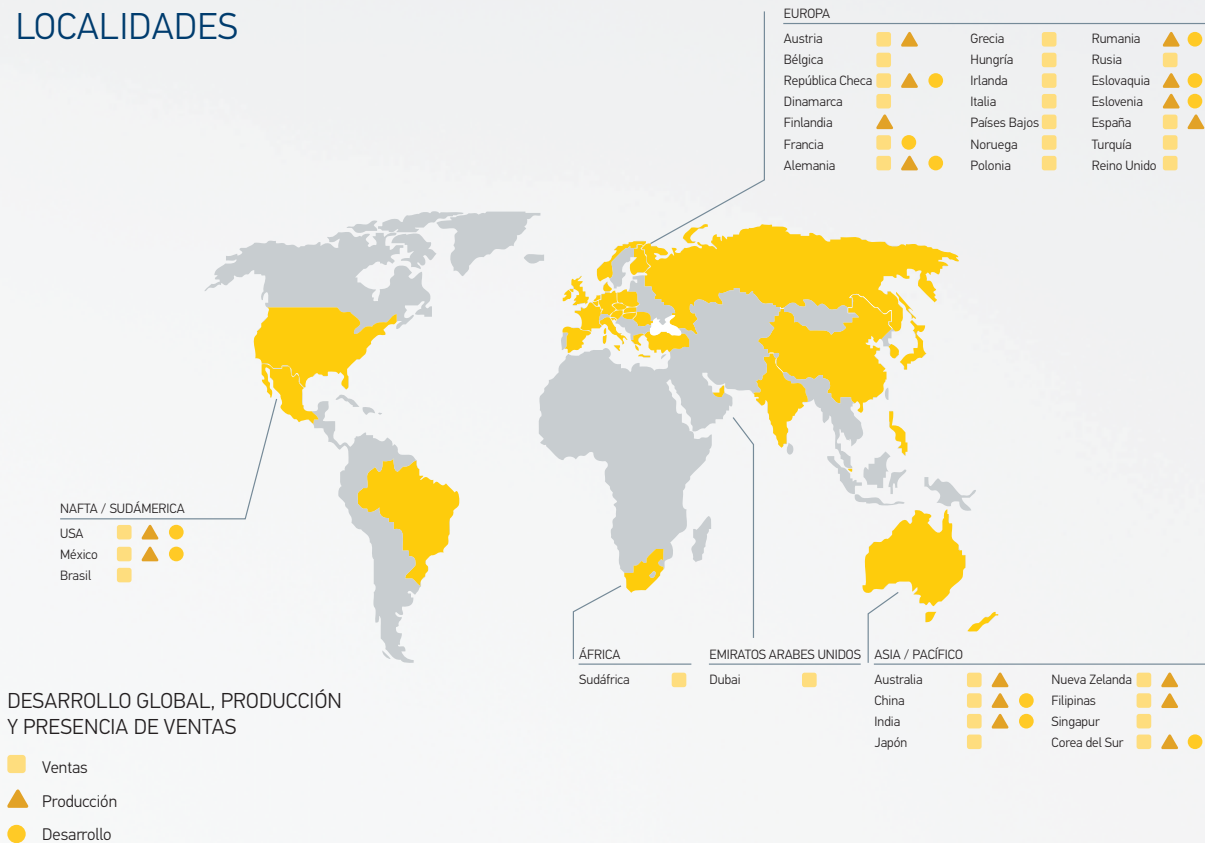 LOCALIDADES
EUROPA
Austria
Bélgica
República Checa
Dinamarca
Finlandia
Francia
Alemania
Grecia
Hungría
Irlanda
Italia
Países Bajos
Noruega
Polonia
Rumania
Rusia
Eslovaquia
Eslovenia
España
Turquía
Reino Unido
NAFTA / SUDÁMERICA
USA
México
Brasil
ÁFRICA
Sudáfrica
EMIRATOS ARABES UNIDOS
Dubai
ASIA / PACÍFICO
Australia
China
India
Japón
Nueva Zelanda
Filipinas
Singapur
Corea del Sur
DESARROLLO GLOBAL, PRODUCCIÓN
Y PRESENCIA DE VENTAS
Ventas
Producción
Desarrollo